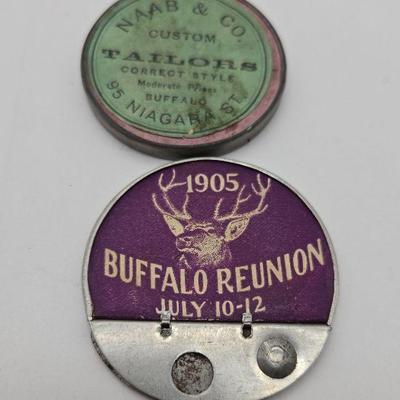 NAAB & CO.
CUSTOM
TAILORS
CORRECT STYLE
Moderate Prices
BUFFALO
95 NIAGARA ST.
1905
BUFFALO REUNION
JULY 10-12